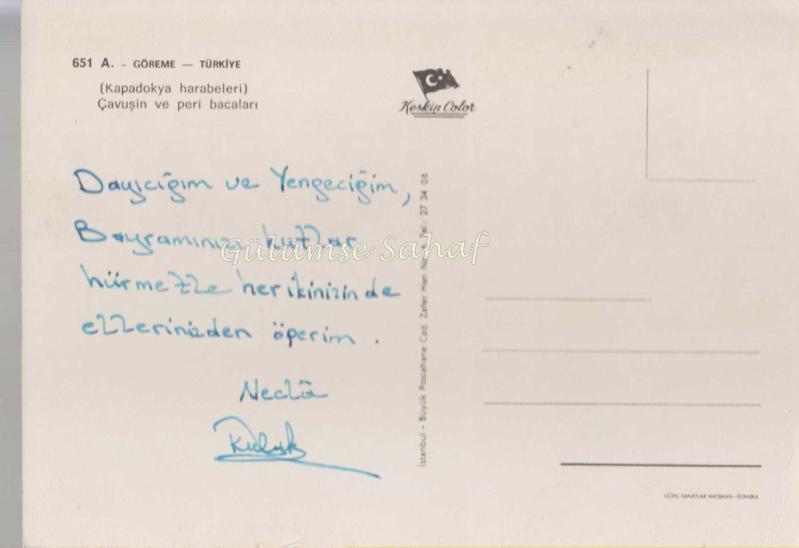 651 A. - GÖREME — TÜRKİYE
(Kapadokya harabeleri)
Çavuşin ve peri bacaları
Keskin Color
Dayıcığım ve Yengeciğim,
Bayramınızı kutlar
hürmetle her ikinizin de
ellerinizden öperim.
Neclâ
Gülümse Sahaf
İstanbul - Büyük Postahane Cad. Zafer Han No. Tel: 27 34 06
GÜZEL SANATLAR MATBAASI-İSTANBUL